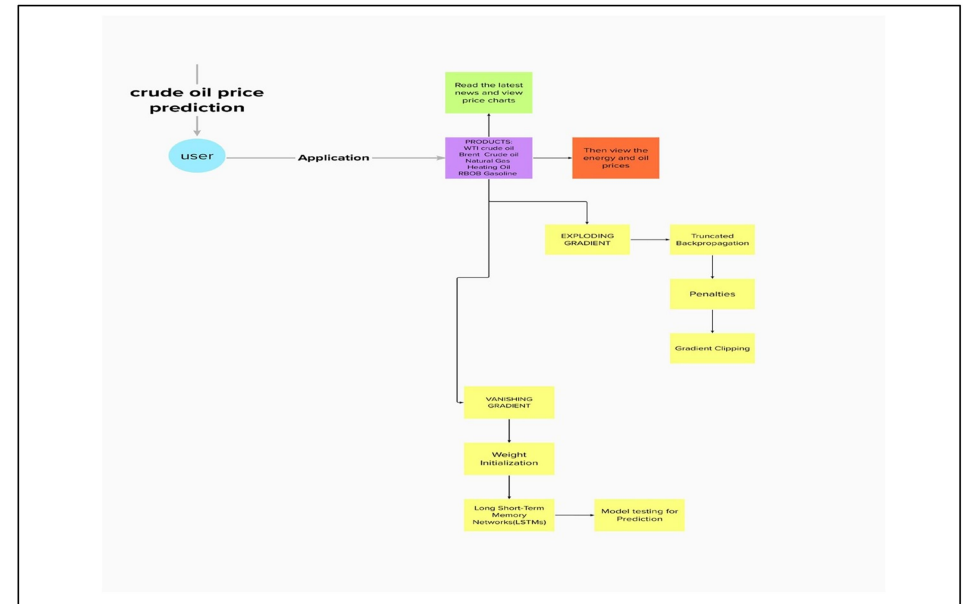 crude oil price
prediction
user
Application
Read the latest
news and view
price charts
PRODUCTS:
WTI crude oil
Brent Crude oil
Natural Gas
Heating Oil
RBOB Gasoline
Then view the
energy and oil
prices
EXPLODING
GRADIENT
Truncated
Backpropagation
Penalties
Gradient Clipping
VANISHING
GRADIENT
Weight
Initialization
Long Short-Term
Memory
Networks(LSTMs)
Model testing for
Prediction